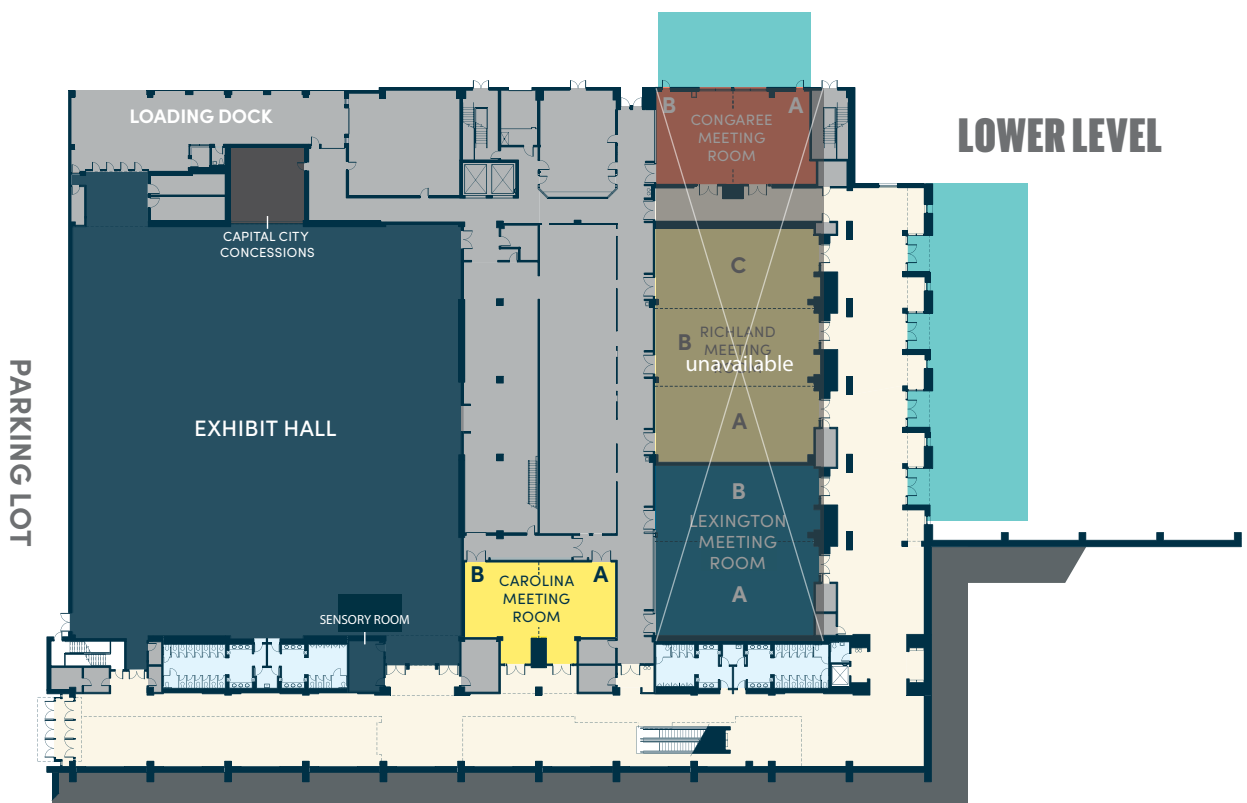 LOWER LEVEL
LOADING DOCK
B
A
CONGAREE
MEETING
ROOM
CAPITAL CITY
CONCESSIONS
C
B
RICHLAND
MEETING
unavailable
A
PARKING LOT
EXHIBIT HALL
B
LEXINGTON
MEETING
ROOM
A
B
A
CAROLINA
MEETING
ROOM
SENSORY ROOM